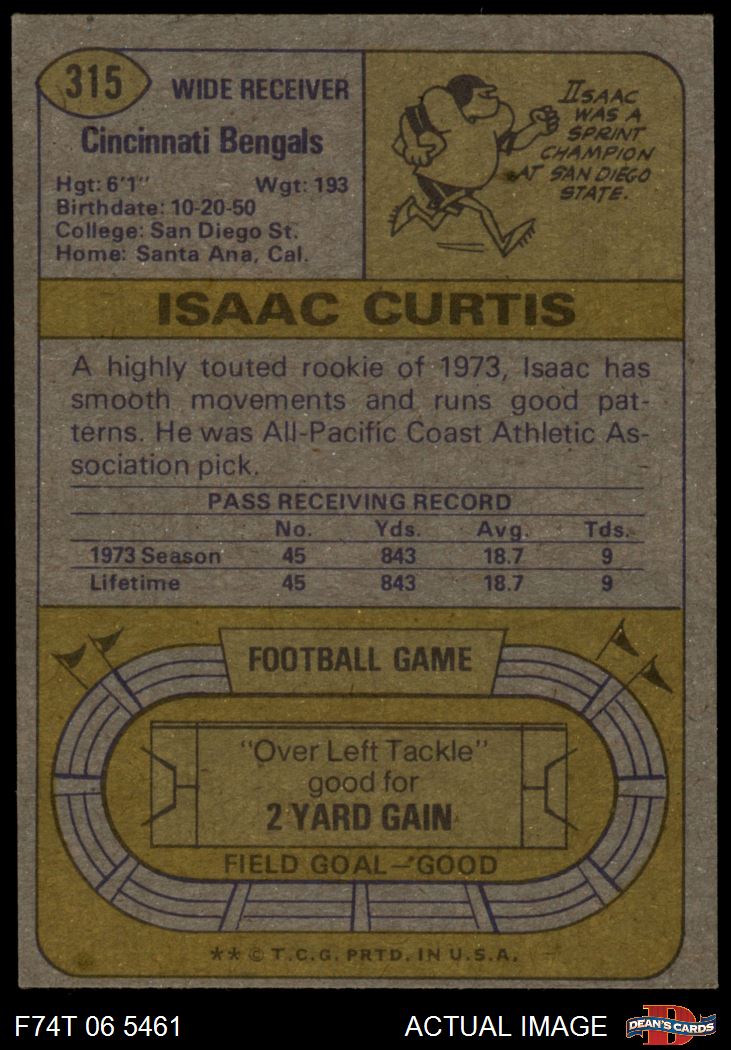 315
WIDE RECEIVER
Cincinnati Bengals
Hgt: 6'1" Wgt: 193
Birthdate: 10-20-50
College: San Diego St.
Home: Santa Ana, Cal.
ISAAC
WAS A
SPRINT
CHAMPION
AT SAN DIEGO
STATE.
ISAAC CURTIS
A highly touted rookie of 1973, Isaac has
smooth movements and runs good pat-
terns. He was All-Pacific Coast Athletic As-
sociation pick.
PASS RECEIVING RECORD
No. Yds. Avg. Tds.
1973 Season 45 843 18.7 9
Lifetime 45 843 18.7 9
FOOTBALL GAME
"Over Left Tackle"
good for
2 YARD GAIN
FIELD GOAL—GOOD
** © T.C.G. PRTD. IN U.S.A.
F74T 06 5461 ACTUAL IMAGE
D
DEAN'S CARDS